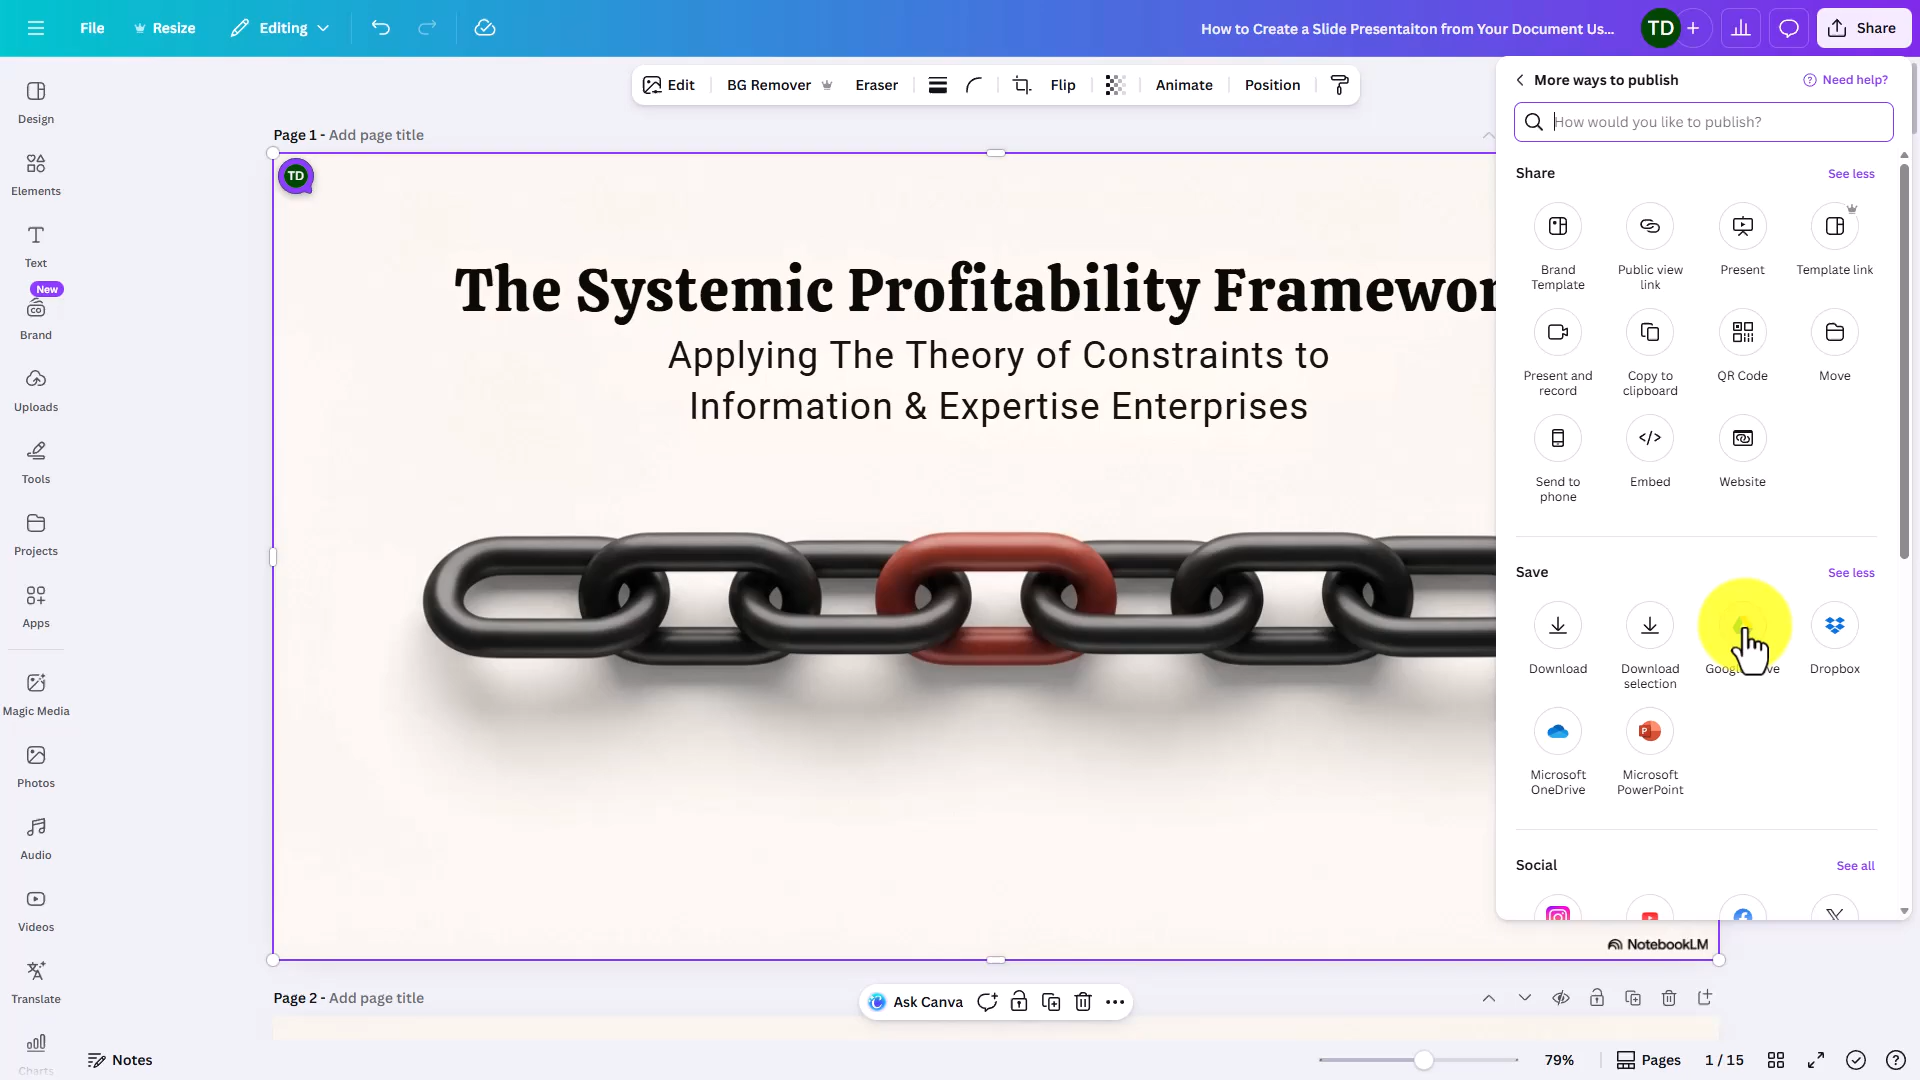 File
Resize
Editing
How to Create a Slide Presentaiton from Your Document Us...
TD
Share
Design
Elements
Text
New
Brand
Uploads
Tools
Projects
Apps
Magic Media
Photos
Audio
Videos
Translate
Charts
Edit
BG Remover
Eraser
Flip
Animate
Position
Page 1 - Add page title
TD
The Systemic Profitability Framewor
Applying The Theory of Constraints to
Information & Expertise Enterprises
NotebookLM
More ways to publish
Need help?
How would you like to publish?
Share
See less
Brand
Template
Public view
link
Present
Template link
Present and
record
Copy to
clipboard
QR Code
Move
Send to
phone
Embed
Website
Save
See less
Download
Download
selection
Dropbox
Microsoft
OneDrive
Microsoft
PowerPoint
Social
See all
Page 2 - Add page title
Ask Canva
Notes
79%
Pages
1 / 15